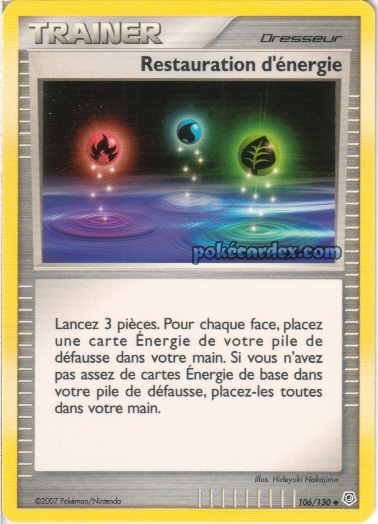 TRAINER
Dresseur
Restauration d'énergie
pokécardex.com
Lancez 3 pièces. Pour chaque face, placez
une carte Énergie de votre pile de
défausse dans votre main. Si vous n'avez
pas assez de cartes Énergie de base dans
votre pile de défausse, placez-les toutes
dans votre main.
Illus. Hideyuki Nakajima
©2007 Pokémon/Nintendo
106/130